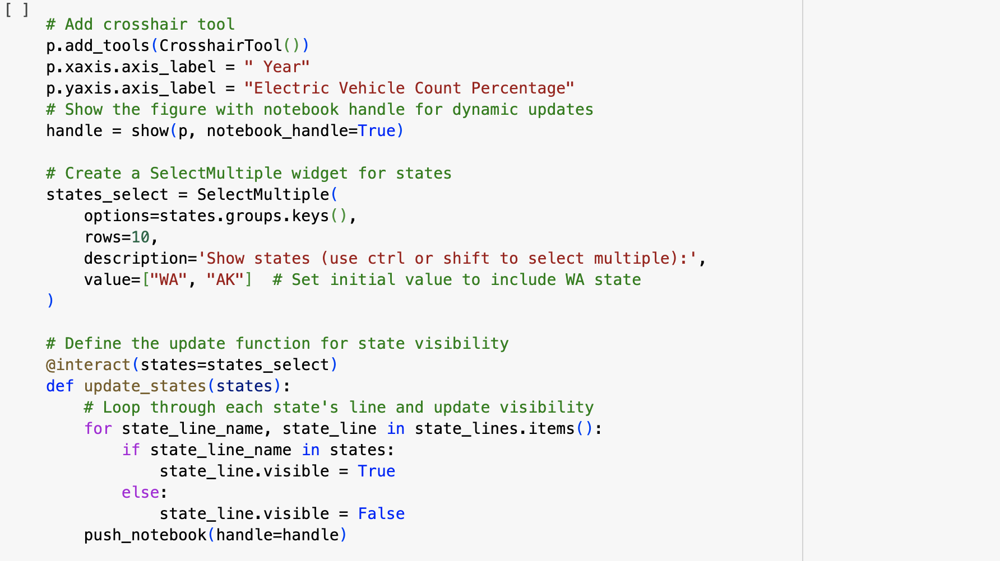 [ ]
# Add crosshair tool
p.add_tools(CrosshairTool())
p.xaxis.axis_label = " Year"
p.yaxis.axis_label = "Electric Vehicle Count Percentage"
# Show the figure with notebook handle for dynamic updates
handle = show(p, notebook_handle=True)

# Create a SelectMultiple widget for states
states_select = SelectMultiple(
    options=states.groups.keys(),
    rows=10,
    description='Show states (use ctrl or shift to select multiple):',
    value=["WA", "AK"]  # Set initial value to include WA state
)

# Define the update function for state visibility
@interact(states=states_select)
def update_states(states):
    # Loop through each state's line and update visibility
    for state_line_name, state_line in state_lines.items():
        if state_line_name in states:
            state_line.visible = True
        else:
            state_line.visible = False
    push_notebook(handle=handle)